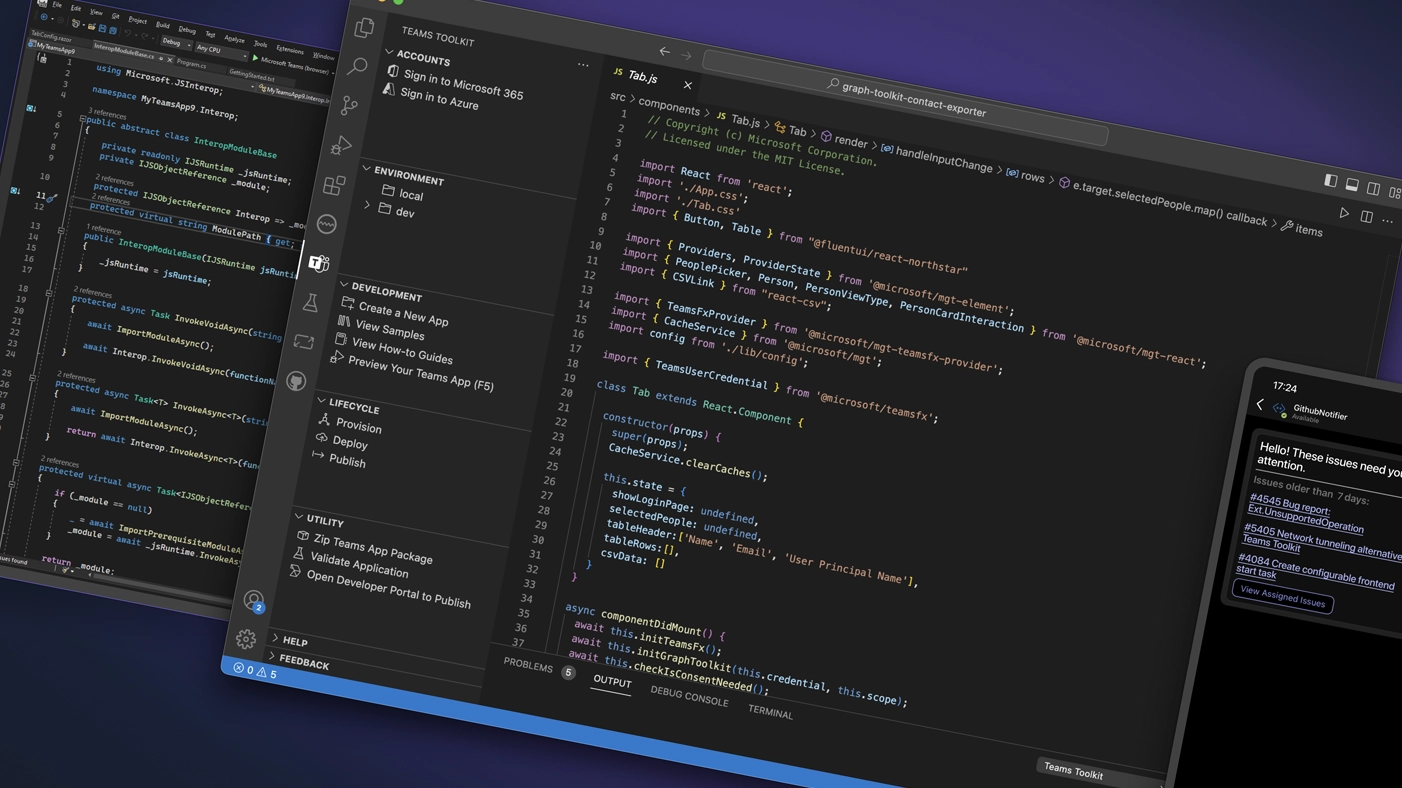 File Edit View Git Project Build Debug Test Analyze Tools Extensions Window
Debug Any CPU Microsoft Teams (browser)
TabConfig.razor InteropModuleBase.cs Program.cs GettingStarted.txt
MyTeamsApp9 MyTeamsApp9.Interop.In
1 using Microsoft.JSInterop;
2
3 namespace MyTeamsApp9.Interop;
4
3 references
5 public abstract class InteropModuleBase
6 {
7 private readonly IJSRuntime _jsRuntime;
8 private IJSObjectReference _module;
9
2 references
10 protected IJSObjectReference Interop => _mo
2 references
11 protected virtual string ModulePath { get;
12
1 reference
13 public InteropModuleBase(IJSRuntime jsRunti
14 {
15 _jsRuntime = jsRuntime;
16 }
17
2 references
18 protected async Task InvokeVoidAsync(string
19 {
20 await ImportModuleAsync();
21
22 await Interop.InvokeVoidAsync(functionNa
23 }
24
2 references
25 protected async Task<T> InvokeAsync<T>(stri
26 {
27 await ImportModuleAsync();
return await Interop.InvokeAsync<T>(func
}
2 references
protected virtual async Task<IJSObjectRefer
{
if (_module == null)
{
_ = await ImportPrerequisiteModuleA
_module = await _jsRuntime.InvokeAs
}
return _module;
ues found
TEAMS TOOLKIT
ACCOUNTS
Sign in to Microsoft 365
Sign in to Azure
ENVIRONMENT
local
dev
DEVELOPMENT
Create a New App
View Samples
View How-to Guides
Preview Your Teams App (F5)
LIFECYCLE
Provision
Deploy
Publish
UTILITY
Zip Teams App Package
Validate Application
Open Developer Portal to Publish
HELP
FEEDBACK
2
0 5
graph-toolkit-contact-exporter
JS Tab.js
src > components > JS Tab.js > Tab > render > handleInputChange > rows > e.target.selectedPeople.map() callback > items
1 // Copyright (c) Microsoft Corporation.
2 // Licensed under the MIT License.
3
4 import React from 'react';
5 import './App.css';
6 import './Tab.css'
7 import { Button, Table } from "@fluentui/react-northstar"
8
9 import { Providers, ProviderState } from '@microsoft/mgt-element';
10 import { PeoplePicker, Person, PersonViewType, PersonCardInteraction } from '@microsoft/mgt-react';
11 import { CSVLink } from "react-csv";
12
13 import { TeamsFxProvider } from '@microsoft/mgt-teamsfx-provider';
14 import { CacheService } from '@microsoft/mgt';
15 import config from './lib/config';
16
17 import { TeamsUserCredential } from '@microsoft/teamsfx';
18
19 class Tab extends React.Component {
20
21 constructor(props) {
22 super(props);
23 CacheService.clearCaches();
24
25 this.state = {
26 showLoginPage: undefined,
27 selectedPeople: undefined,
28 tableHeader:['Name', 'Email', 'User Principal Name'],
29 tableRows:[],
30 csvData: []
31 }
32 }
33
34 async componentDidMount() {
35 await this.initTeamsFx();
36 await this.initGraphToolkit(this.credential, this.scope);
37 await this.checkIsConsentNeeded();
PROBLEMS 5 OUTPUT DEBUG CONSOLE TERMINAL
Teams Toolkit
17:24
GithubNotifier
Available
Hello! These issues need you
attention.
Issues older than 7 days:
#4545 Bug report:
Ext.UnsupportedOperation
#5405 Network tunneling alternative
Teams Toolkit
#4084 Create configurable frontend
start task
View Assigned Issues